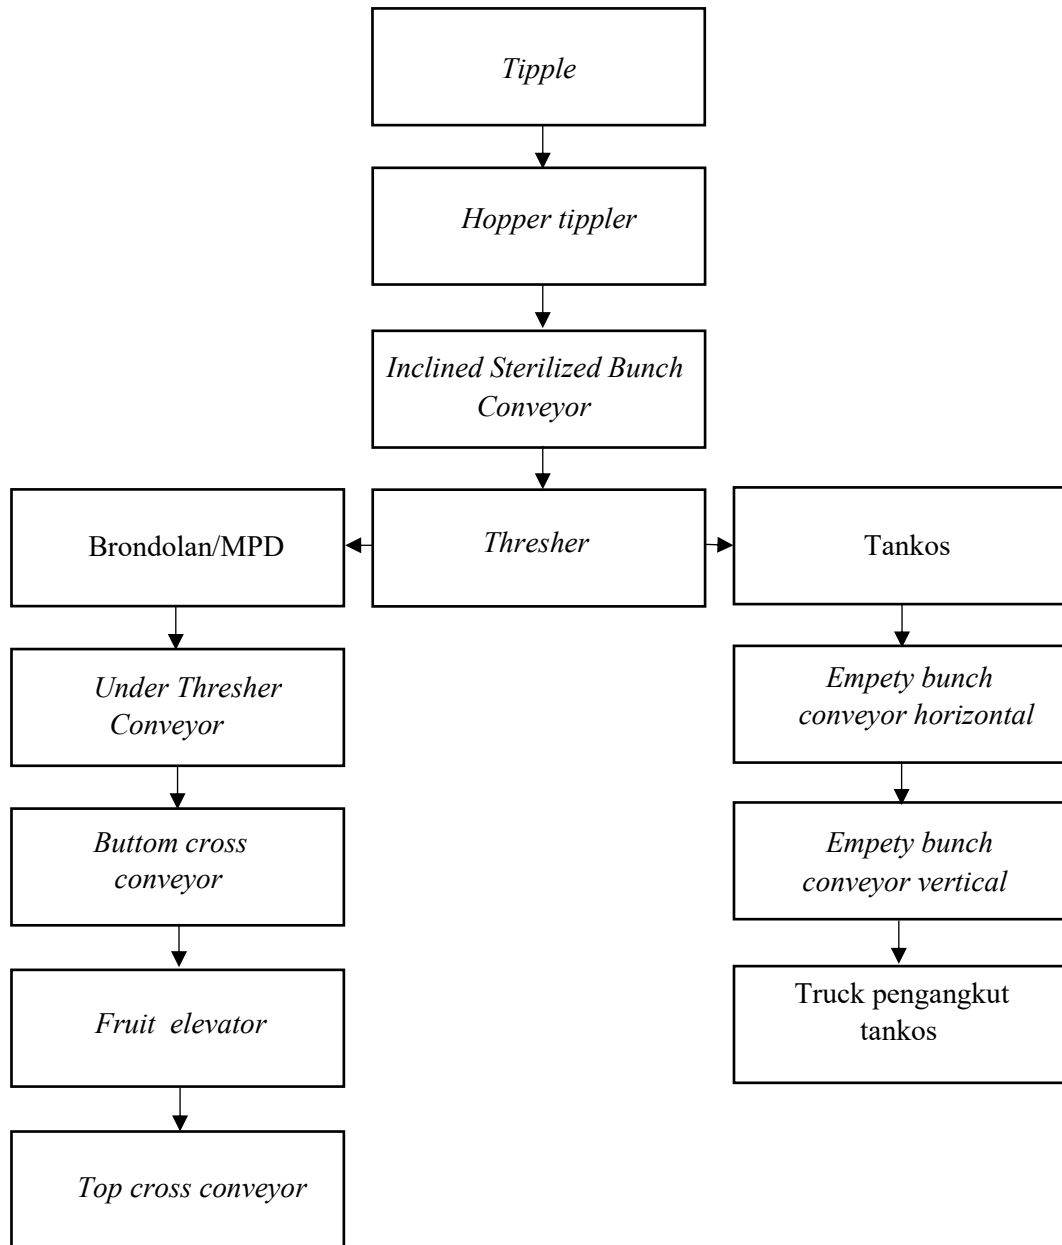 Tipple
Hopper tippler
Inclined Sterilized Bunch
Conveyor
Brondolan/MPD
Thresher
Tankos
Under Thresher
Conveyor
Empety bunch
conveyor horizontal
Buttom cross
conveyor
Empety bunch
conveyor vertical
Fruit elevator
Truck pengangkut
tankos
Top cross conveyor